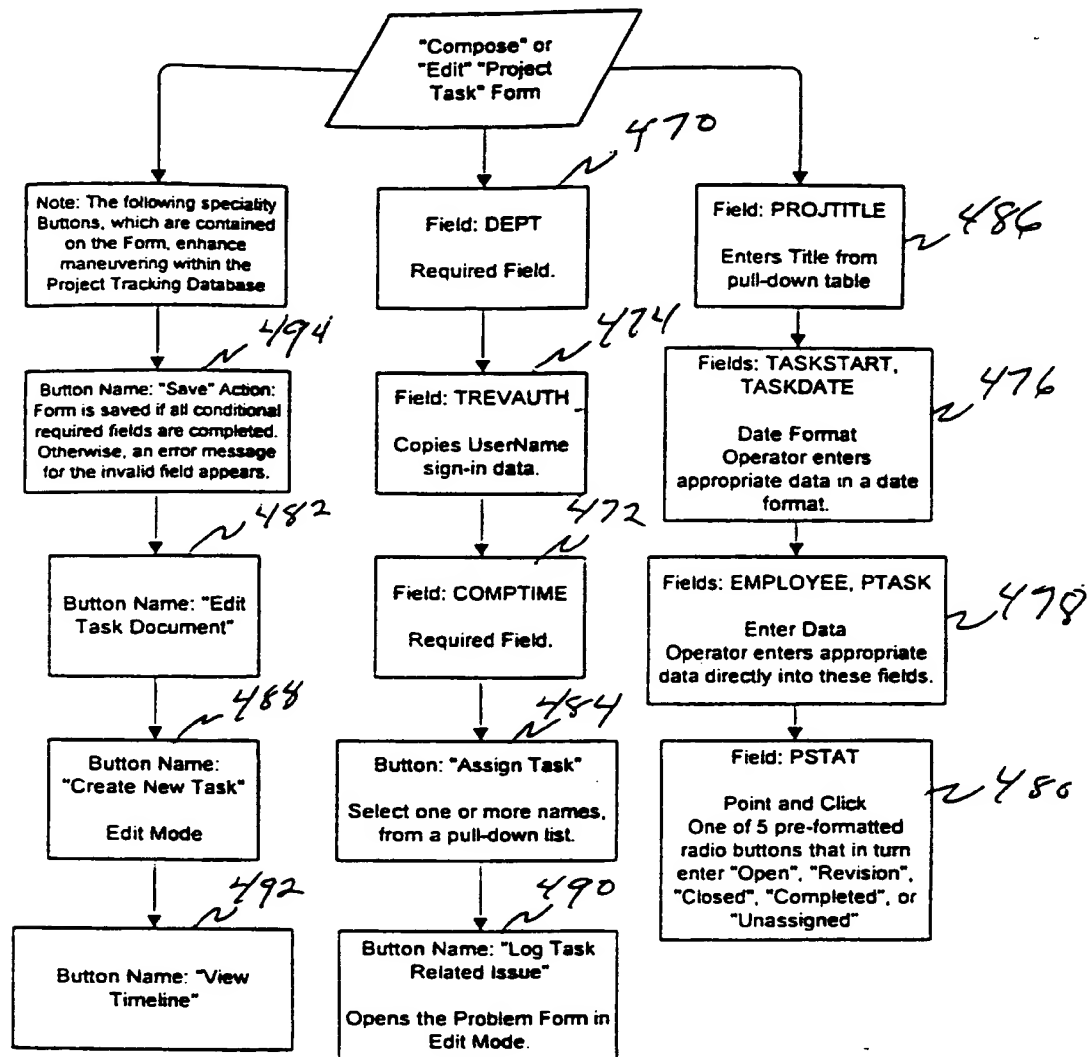 "Compose" or
"Edit" "Project
Task" Form
Note: The following speciality
Buttons, which are contained
on the Form, enhance
maneuvering within the
Project Tracking Database
494
Button Name: "Save" Action:
Form is saved if all conditional
required fields are completed.
Otherwise, an error message
for the invalid field appears.
482
Button Name: "Edit
Task Document"
488
Button Name:
"Create New Task"
Edit Mode
492
Button Name: "View
Timeline"
470
Field: DEPT
Required Field.
474
Field: TREVAUTH
Copies UserName
sign-in data.
472
Field: COMPTIME
Required Field.
484
Button: "Assign Task"
Select one or more names,
from a pull-down list.
490
Button Name: "Log Task
Related Issue"
Opens the Problem Form in
Edit Mode.
486
Field: PROJTITLE
Enters Title from
pull-down table
476
Fields: TASKSTART,
TASKDATE
Date Format
Operator enters
appropriate data in a date
format.
478
Fields: EMPLOYEE, PTASK
Enter Data
Operator enters appropriate
data directly into these fields.
480
Field: PSTAT
Point and Click
One of 5 pre-formatted
radio buttons that in turn
enter "Open", "Revision",
"Closed", "Completed", or
"Unassigned"